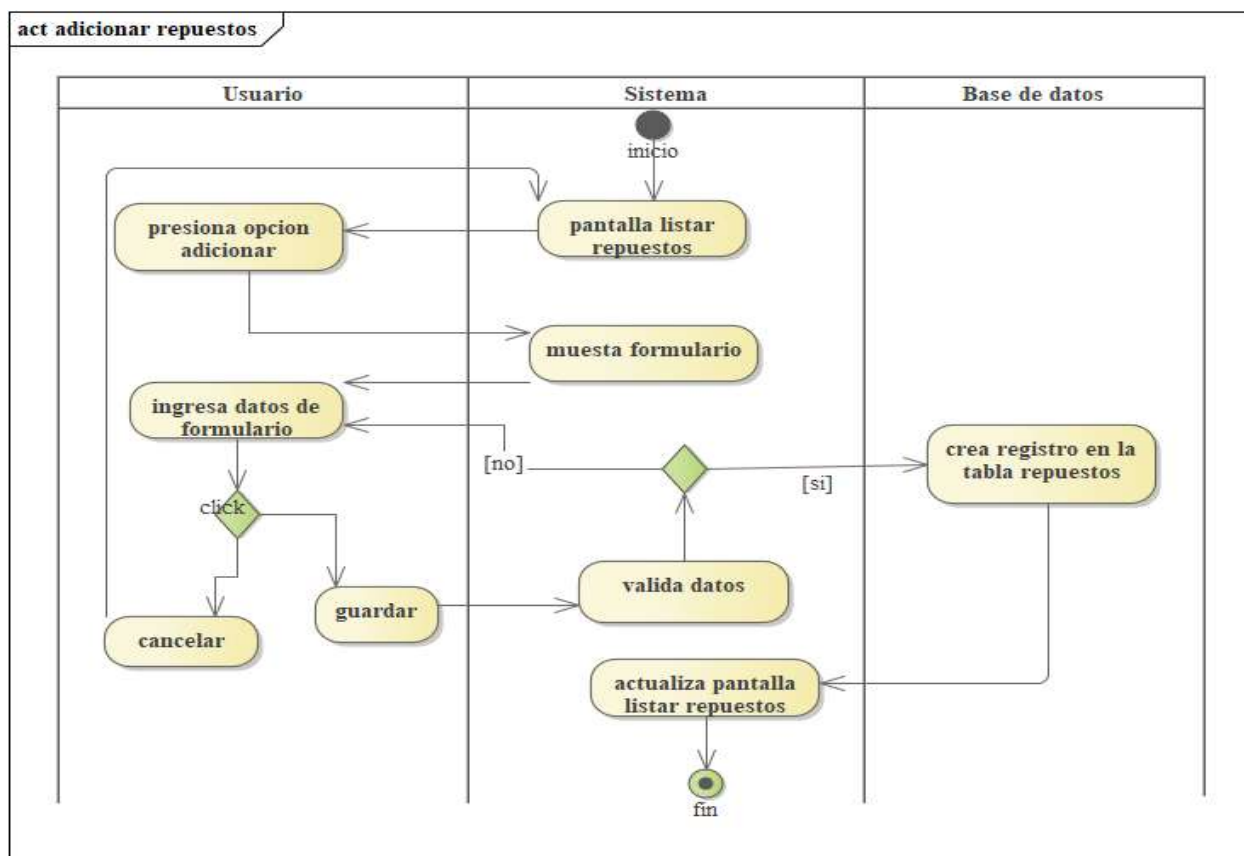 act adicionar repuestos
Usuario
Sistema
Base de datos
inicio
presiona opcion
adicionar
pantalla listar
repuestos
muesta formulario
ingresa datos de
formulario
[no]
[si]
crea registro en la
tabla repuestos
click
valida datos
guardar
cancelar
actualiza pantalla
listar repuestos
fin